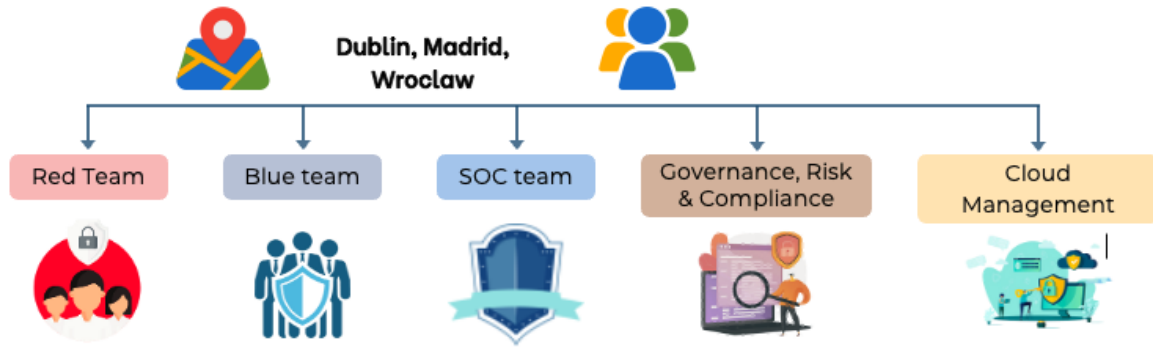 Dublin, Madrid,
Wroclaw
Red Team
Blue team
SOC team
Governance, Risk
& Compliance
Cloud
Management